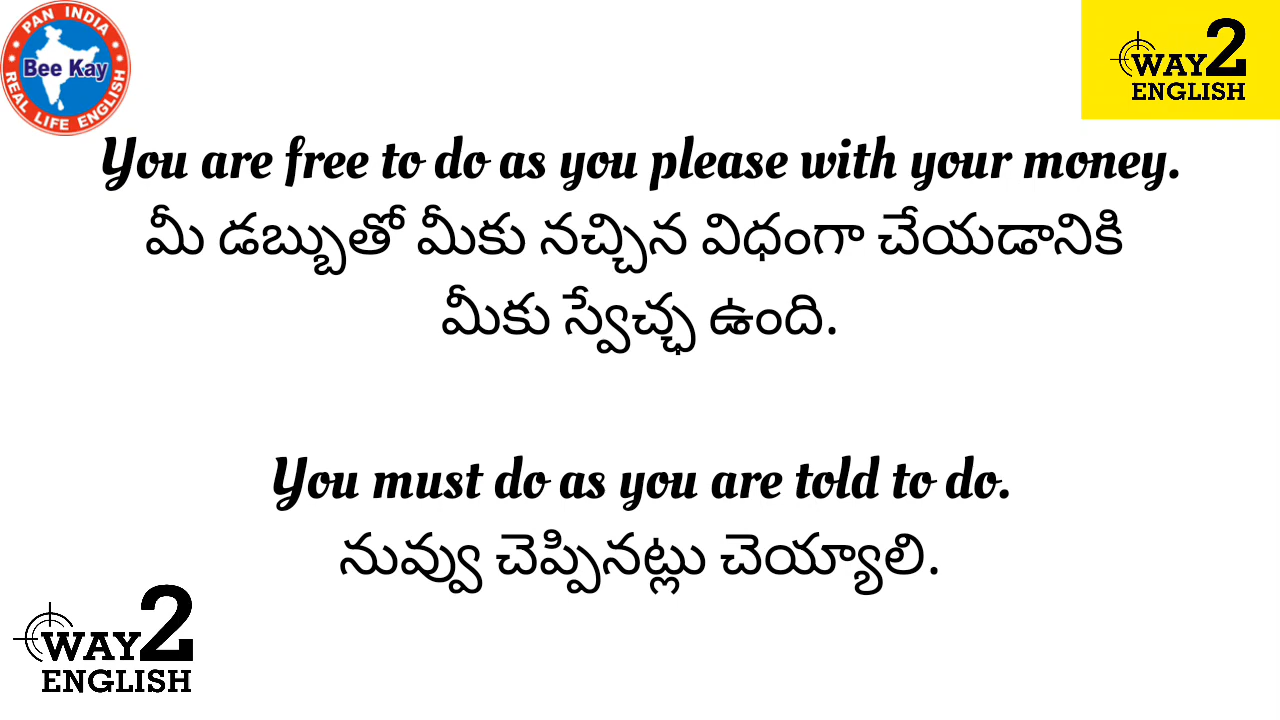 PAN INDIA
Bee Kay
REAL LIFE ENGLISH
WAY2
ENGLISH
You are free to do as you please with your money.
మీ డబ్బుతో మీకు నచ్చిన విధంగా చేయడానికి
మీకు స్వేచ్ఛ ఉంది.
You must do as you are told to do.
నువ్వు చెప్పినట్లు చెయ్యాలి.
WAY2
ENGLISH